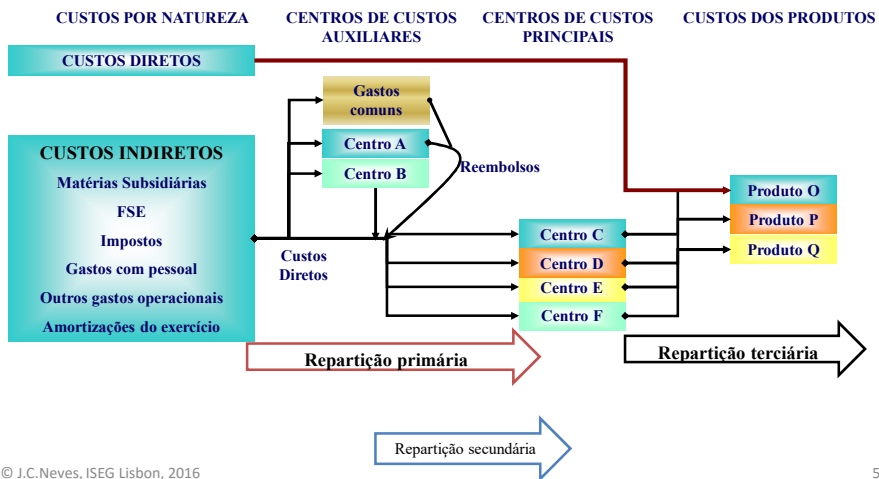 CUSTOS POR NATUREZA
CENTROS DE CUSTOS
AUXILIARES
CENTROS DE CUSTOS
PRINCIPAIS
CUSTOS DOS PRODUTOS
CUSTOS DIRETOS
Gastos
comuns
Centro A
Centro B
Reembolsos
CUSTOS INDIRETOS
Matérias Subsidiárias
FSE
Impostos
Gastos com pessoal
Outros gastos operacionais
Amortizações do exercício
Custos
Diretos
Centro C
Centro D
Centro E
Centro F
Produto O
Produto P
Produto Q
Repartição primária
Repartição terciária
Repartição secundária
© J.C.Neves, ISEG Lisbon, 2016
5